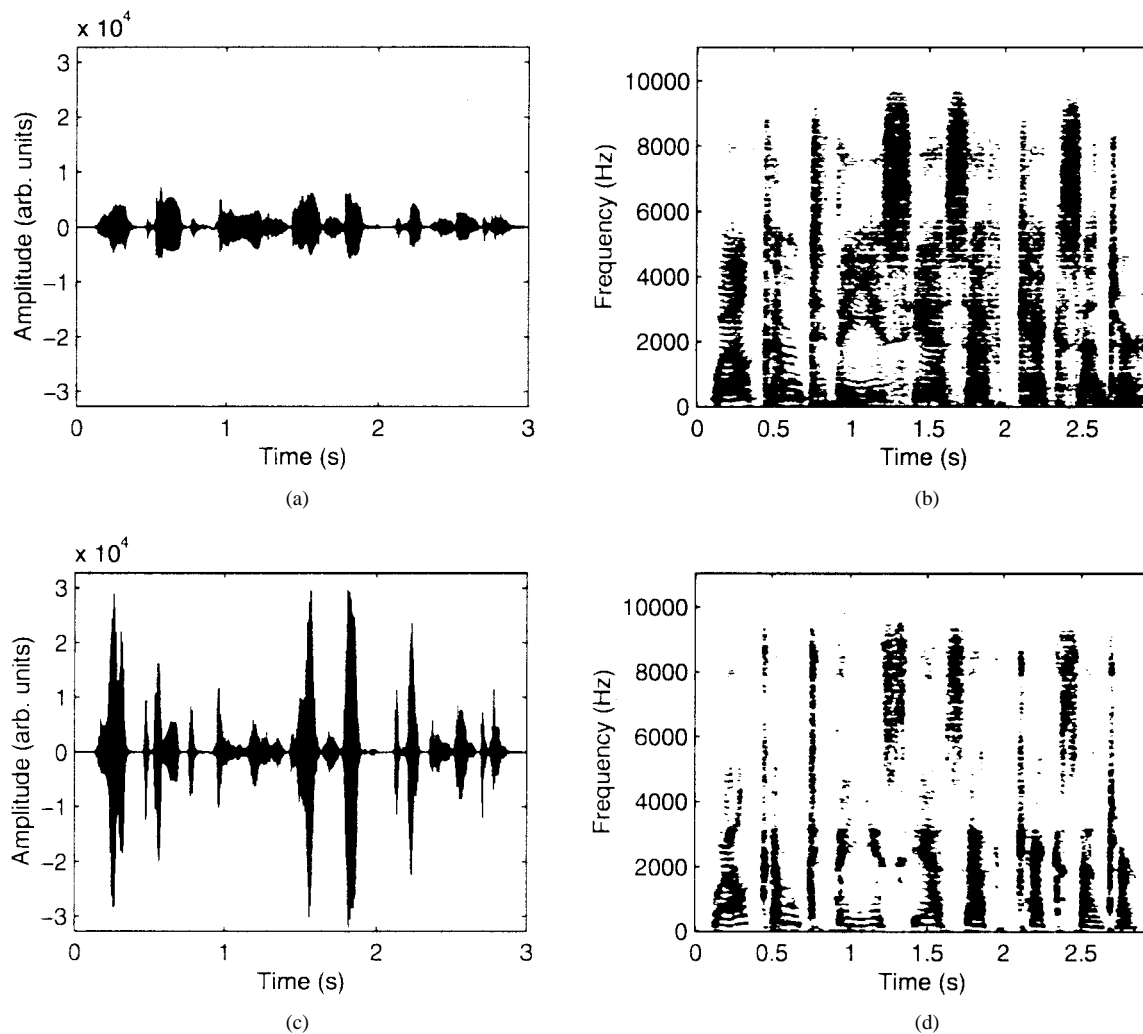 x 10^4
3
2
1
0
−1
−2
−3
Amplitude (arb. units)
0 1 2 3
Time (s)
(a)
10000
8000
6000
4000
2000
0
Frequency (Hz)
0 0.5 1 1.5 2 2.5
Time (s)
(b)
x 10^4
3
2
1
0
−1
−2
−3
Amplitude (arb. units)
0 1 2 3
Time (s)
(c)
10000
8000
6000
4000
2000
0
Frequency (Hz)
0 0.5 1 1.5 2 2.5
Time (s)
(d)